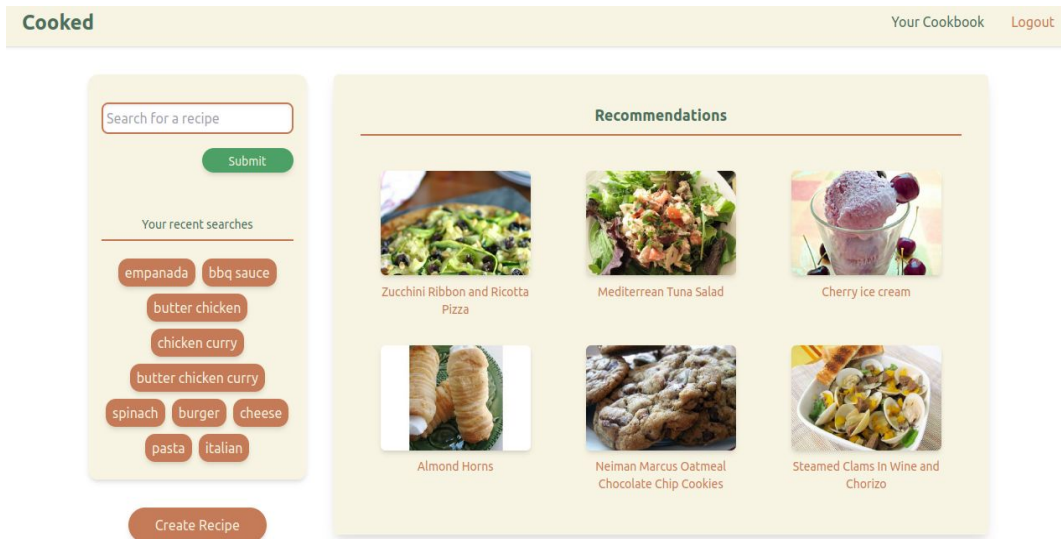 Cooked
Your Cookbook
Logout
Search for a recipe
Submit
Your recent searches
empanada
bbq sauce
butter chicken
chicken curry
butter chicken curry
spinach
burger
cheese
pasta
italian
Create Recipe
Recommendations
Zucchini Ribbon and Ricotta
Pizza
Mediterrean Tuna Salad
Cherry ice cream
Almond Horns
Neiman Marcus Oatmeal
Chocolate Chip Cookies
Steamed Clams In Wine and
Chorizo